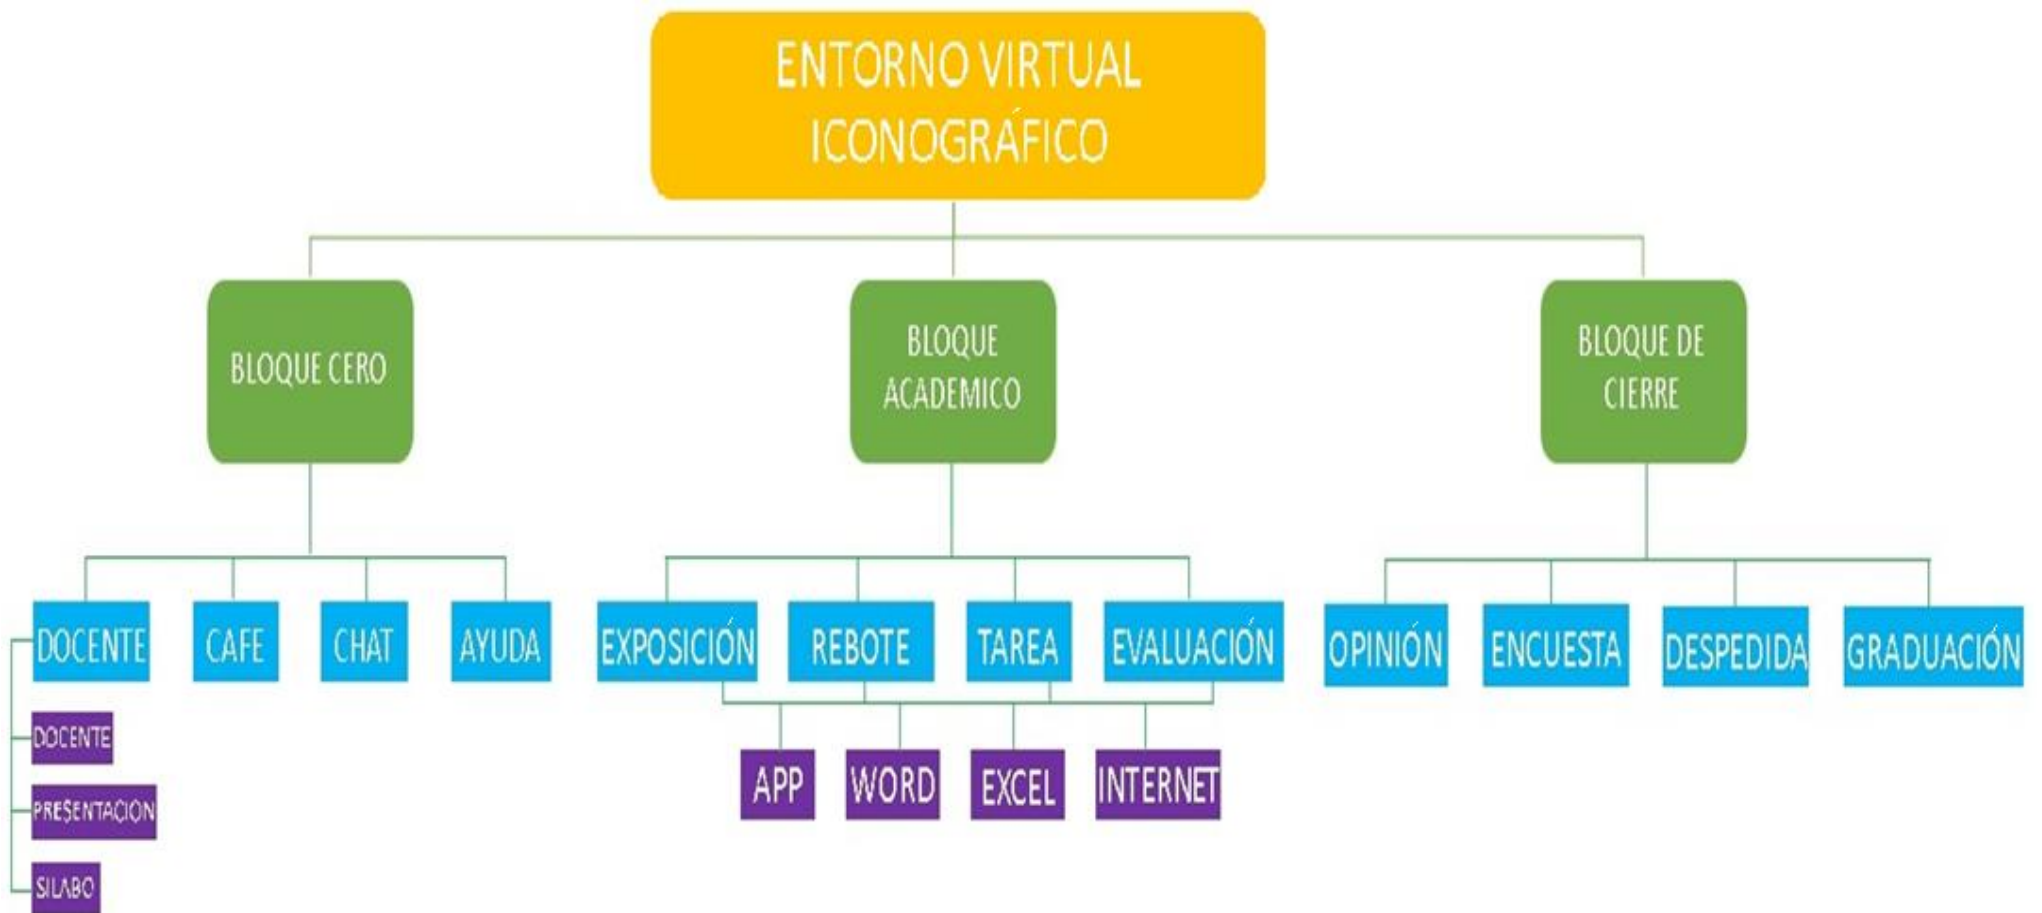 ENTORNO VIRTUAL
ICONOGRÁFICO
BLOQUE CERO
BLOQUE
ACADEMICO
BLOQUE DE
CIERRE
DOCENTE
CAFE
CHAT
AYUDA
EXPOSICIÓN
REBOTE
TAREA
EVALUACIÓN
OPINIÓN
ENCUESTA
DESPEDIDA
GRADUACIÓN
DOCENTE
PRESENTACION
SILABO
APP
WORD
EXCEL
INTERNET